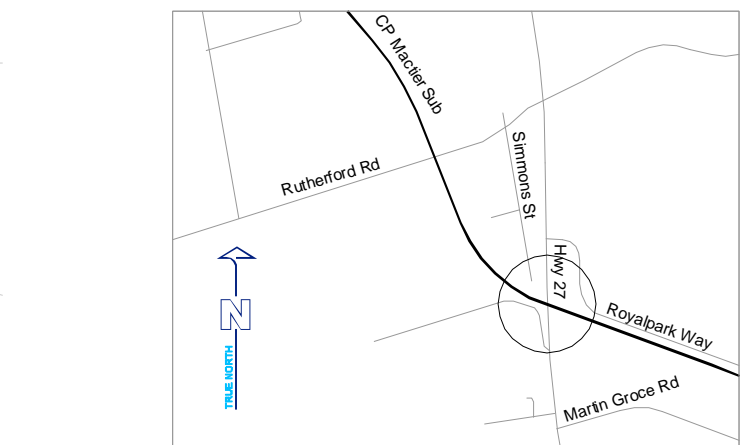 CP Mactier Sub
Simmons St
Rutherford Rd
Hwy 27
N
TRUE NORTH
Royalpark Way
Martin Groce Rd